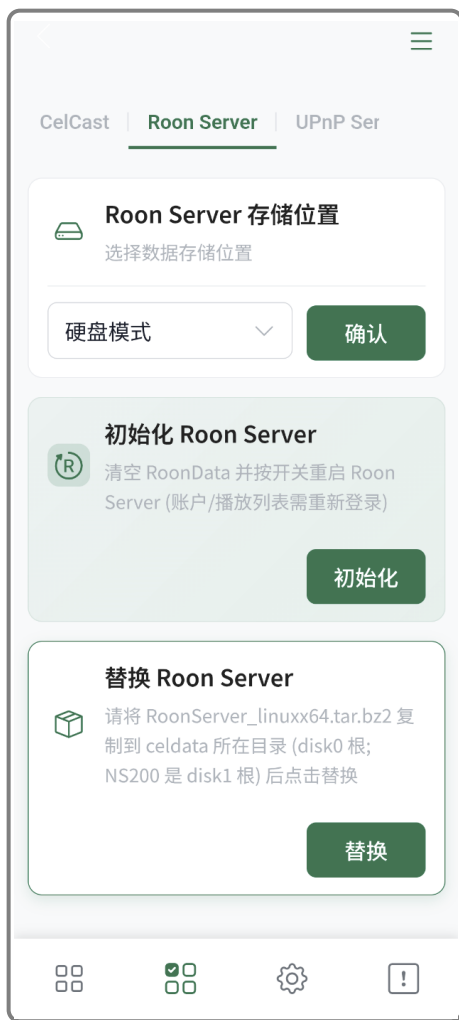 CelCast
Roon Server
UPnP Ser
Roon Server 存储位置
选择数据存储位置
硬盘模式
确认
初始化 Roon Server
清空 RoonData 并按开关重启 Roon
Server (账户/播放列表需重新登录)
初始化
替换 Roon Server
请将 RoonServer_linuxx64.tar.bz2 复
制到 celdata 所在目录 (disk0 根;
NS200 是 disk1 根) 后点击替换
替换